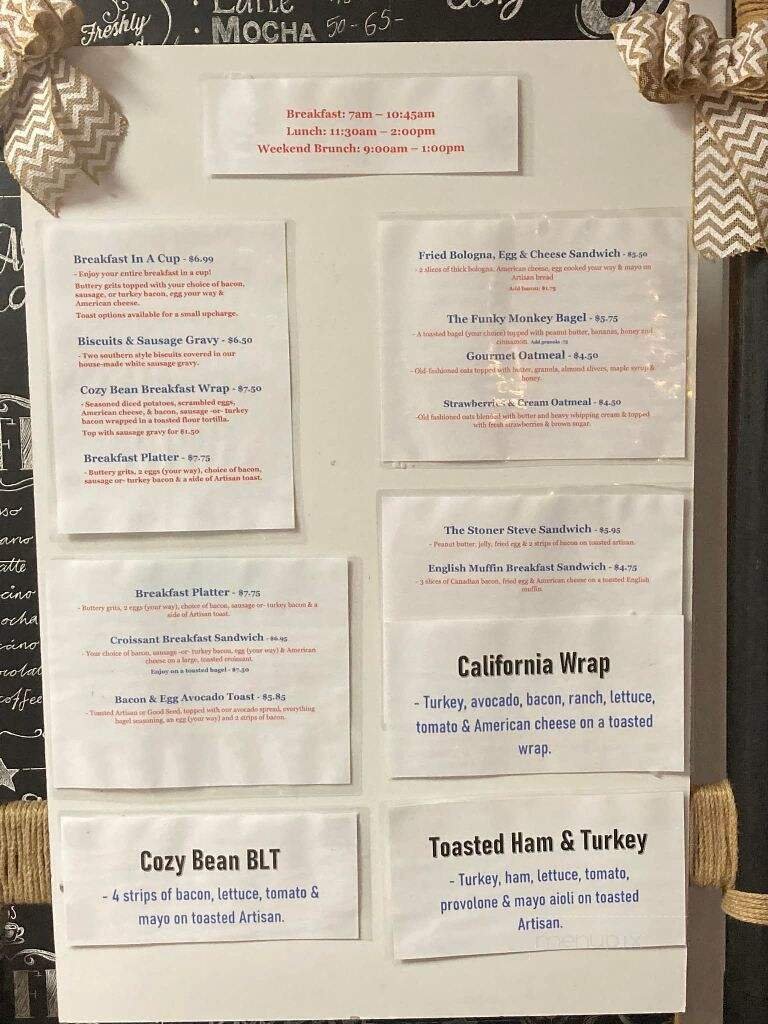 Freshly
MOCHA 50-65-
Breakfast: 7am – 10:45am
Lunch: 11:30am – 2:00pm
Weekend Brunch: 9:00am – 1:00pm
Breakfast In A Cup - $6.99
- Enjoy your entire breakfast in a cup!
Buttery grits topped with your choice of bacon,
sausage, or turkey bacon, egg your way &
American cheese.
Toast options available for a small upcharge.
Biscuits & Sausage Gravy - $6.50
- Two southern style biscuits covered in our
house-made white sausage gravy.
Cozy Bean Breakfast Wrap - $7.50
- Seasoned diced potatoes, scrambled eggs,
American cheese, & bacon, sausage -or- turkey
bacon wrapped in a toasted flour tortilla.
Top with sausage gravy for $1.50
Breakfast Platter - $7.75
- Buttery grits, 2 eggs (your way), choice of bacon,
sausage or- turkey bacon & a side of Artisan toast.
Fried Bologna, Egg & Cheese Sandwich - $5.50
- 2 slices of thick bologna, American cheese, egg cooked your way & mayo on
Artisan bread
Add bacon: $1.75
The Funky Monkey Bagel - $5.75
- A toasted bagel (your choice) topped with peanut butter, bananas, honey and
cinnamon. Add granola .75
Gourmet Oatmeal - $4.50
- Old-fashioned oats topped with butter, granola, almond slivers, maple syrup &
honey.
Strawberries & Cream Oatmeal - $4.50
-Old fashioned oats blended with butter and heavy whipping cream & topped
with fresh strawberries & brown sugar.
Breakfast Platter - $7.75
- Buttery grits, 2 eggs (your way), choice of bacon, sausage or- turkey bacon & a
side of Artisan toast.
Croissant Breakfast Sandwich - $6.95
- Your choice of bacon, sausage -or- turkey bacon, egg (your way) & American
cheese on a large, toasted croissant.
Enjoy on a toasted bagel - $7.50
Bacon & Egg Avocado Toast - $5.85
- Toasted Artisan or Good Seed, topped with our avocado spread, everything
bagel seasoning, an egg (your way) and 2 strips of bacon.
The Stoner Steve Sandwich - $5.95
- Peanut butter, jelly, fried egg & 2 strips of bacon on toasted artisan.
English Muffin Breakfast Sandwich - $4.75
- 3 slices of Canadian bacon, fried egg & American cheese on a toasted English
muffin.
California Wrap
- Turkey, avocado, bacon, ranch, lettuce,
tomato & American cheese on a toasted
wrap.
Cozy Bean BLT
- 4 strips of bacon, lettuce, tomato &
mayo on toasted Artisan.
Toasted Ham & Turkey
- Turkey, ham, lettuce, tomato,
provolone & mayo aioli on toasted
Artisan.